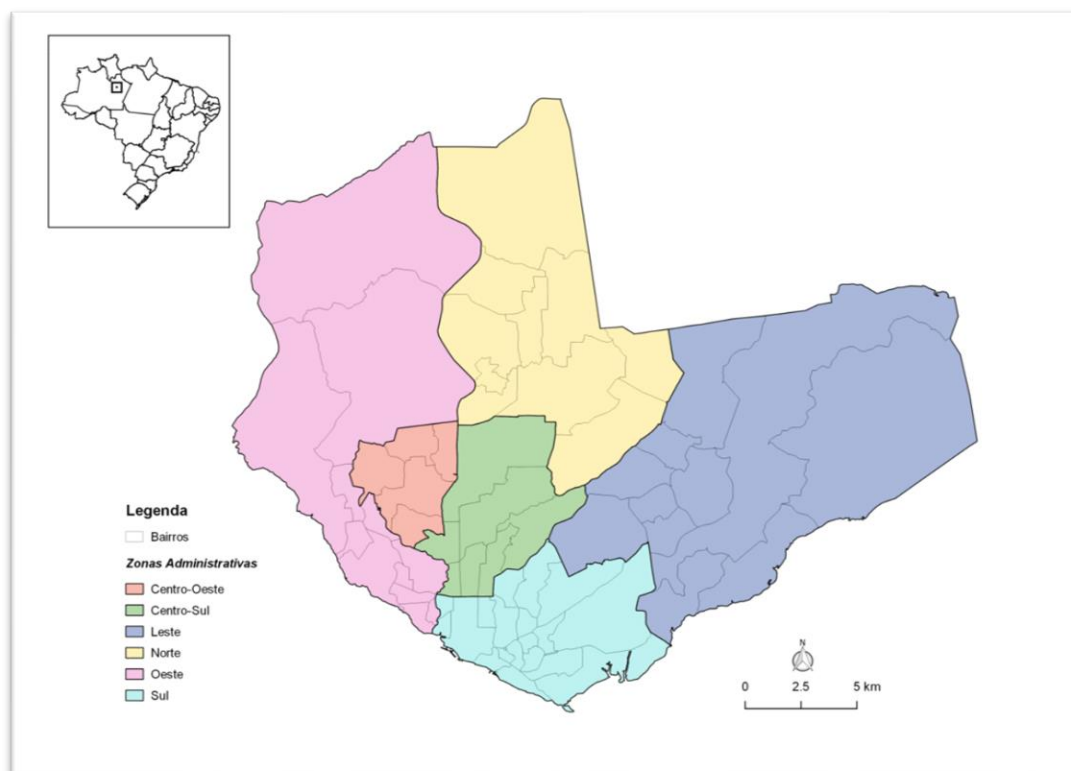 Legenda
Bairros
Zonas Administrativas
Centro-Oeste
Centro-Sul
Leste
Norte
Oeste
Sul
N
0 2.5 5 km